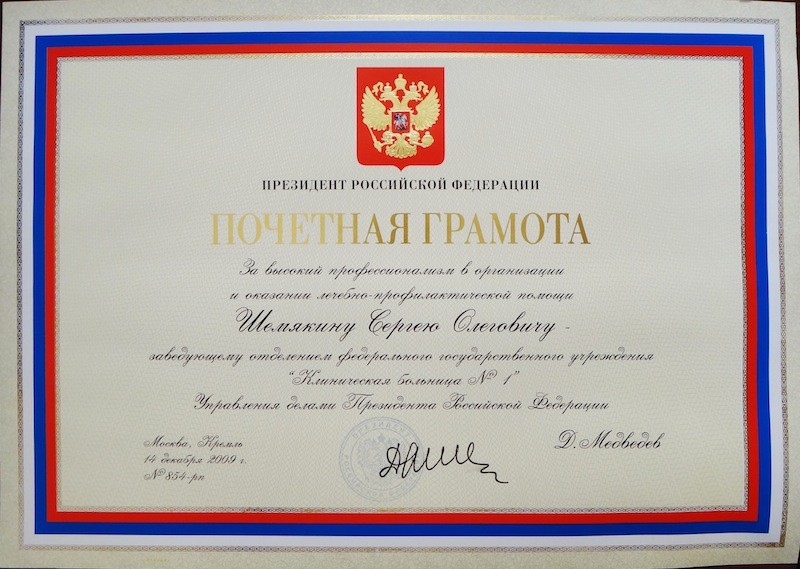 ПРЕЗИДЕНТ РОССИЙСКОЙ ФЕДЕРАЦИИ
ПОЧЕТНАЯ ГРАМОТА
За высокий профессионализм в организации
и оказании лечебно-профилактической помощи
Шемякину Сергею Олеговичу -
заведующему отделением федерального государственного учреждения
"Клиническая больница № 1"
Управления делами Президента Российской Федерации
Москва, Кремль
14 декабря 2009 г.
№ 854-рп
Д.Медведев